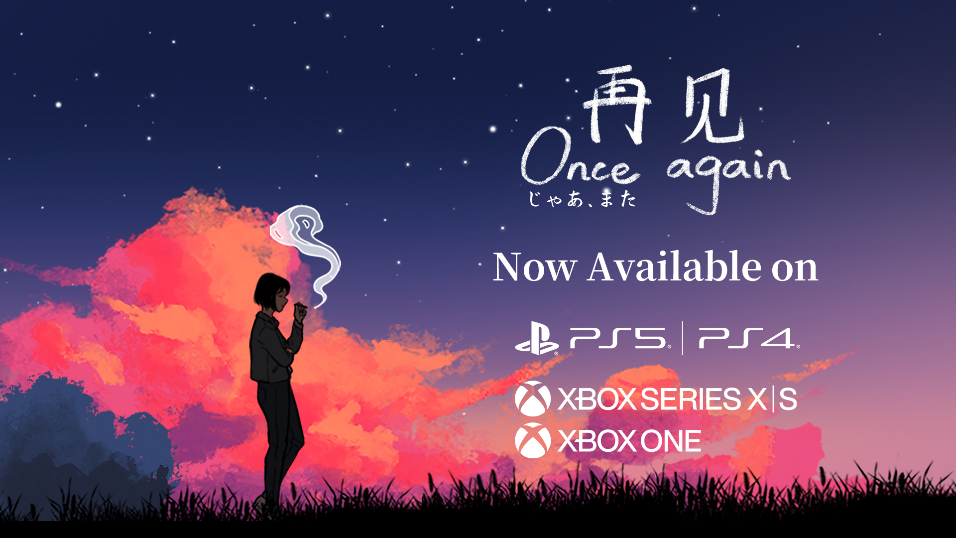 再见
Once again
じゃあ、また
Now Available on
PS5 | PS4
XBOX SERIES X|S
XBOX ONE